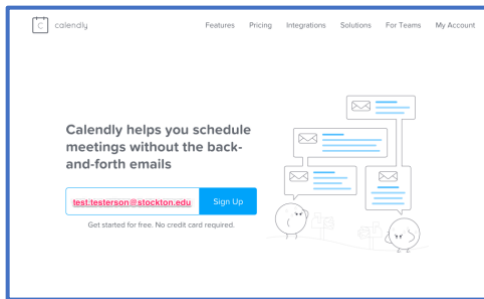 C calendly
Features Pricing Integrations Solutions For Teams My Account
Calendly helps you schedule
meetings without the back-
and-forth emails
test.testerson@stockton.edu Sign Up
Get started for free. No credit card required.